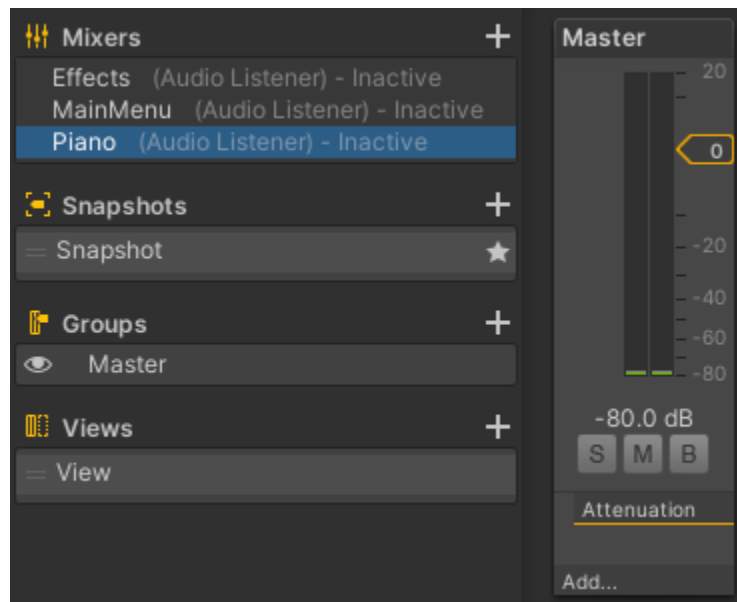 Mixers
Effects (Audio Listener) - Inactive
MainMenu (Audio Listener) - Inactive
Piano (Audio Listener) - Inactive
Snapshots
Snapshot
Groups
Master
Views
View
Master
20
0
-20
-40
-60
-80
-80.0 dB
S M B
Attenuation
Add...